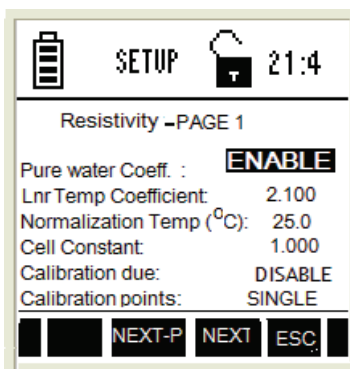 SETUP T 21:4
Resistivity -PAGE 1
Pure water Coeff. : ENABLE
Lnr Temp Coefficient: 2.100
Normalization Temp (⁰C): 25.0
Cell Constant: 1.000
Calibration due: DISABLE
Calibration points: SINGLE
NEXT-P NEXT ESC